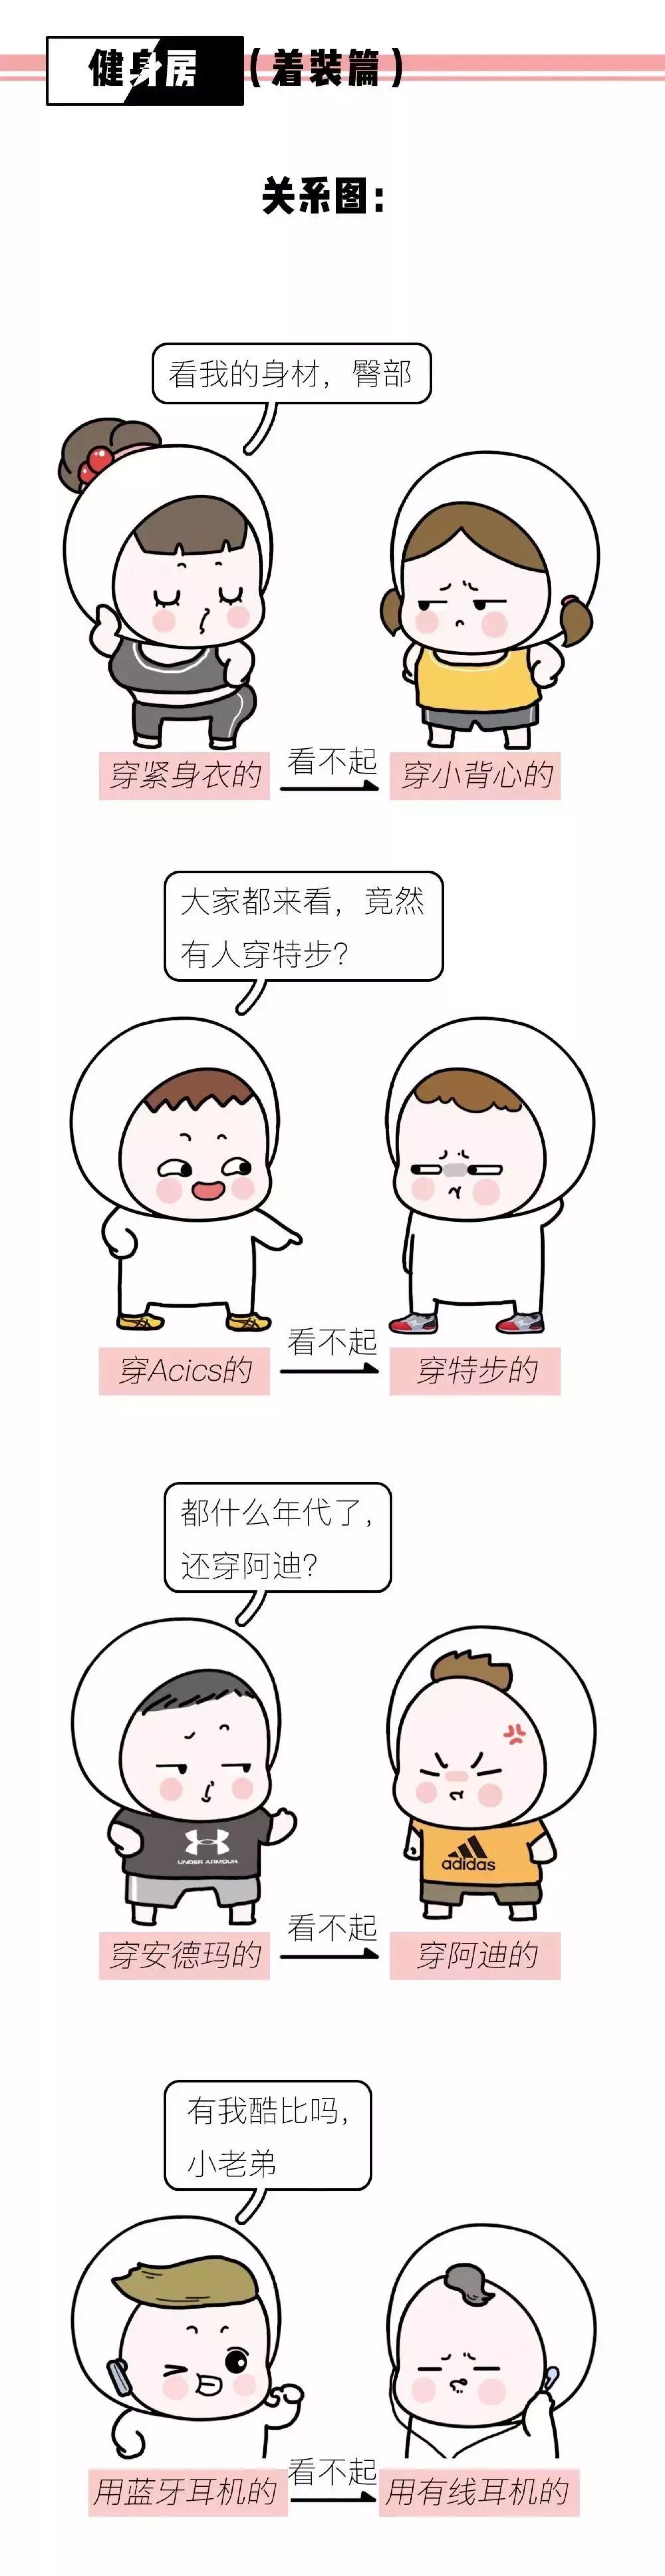 健身房（着装篇）
关系图：
看我的身材，臀部
穿紧身衣的
看不起
穿小背心的
大家都来看，竟然
有人穿特步？
穿Acics的
看不起
穿特步的
都什么年代了，
还穿阿迪？
UNDER ARMOUR
adidas
穿安德玛的
看不起
穿阿迪的
有我酷比吗，
小老弟
用蓝牙耳机的
看不起
用有线耳机的